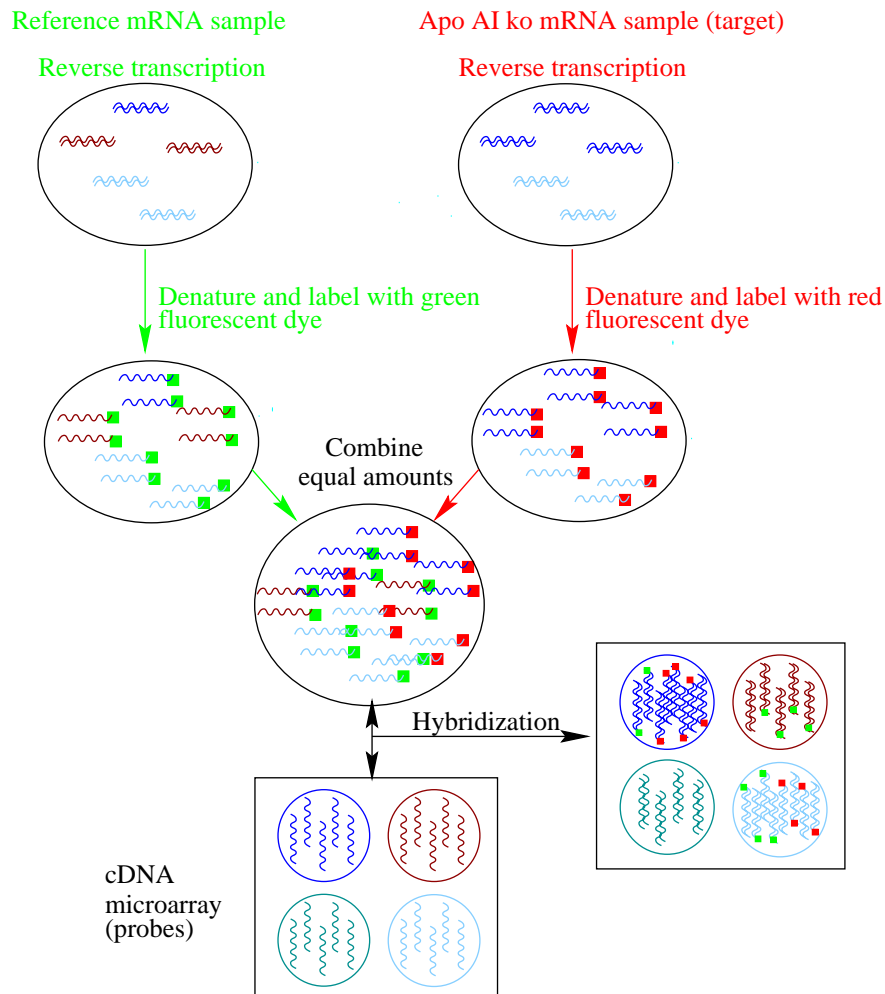 Reference mRNA sample
Apo AI ko mRNA sample (target)
Reverse transcription
Reverse transcription
Denature and label with green
fluorescent dye
Denature and label with red
fluorescent dye
Combine
equal amounts
Hybridization
cDNA
microarray
(probes)